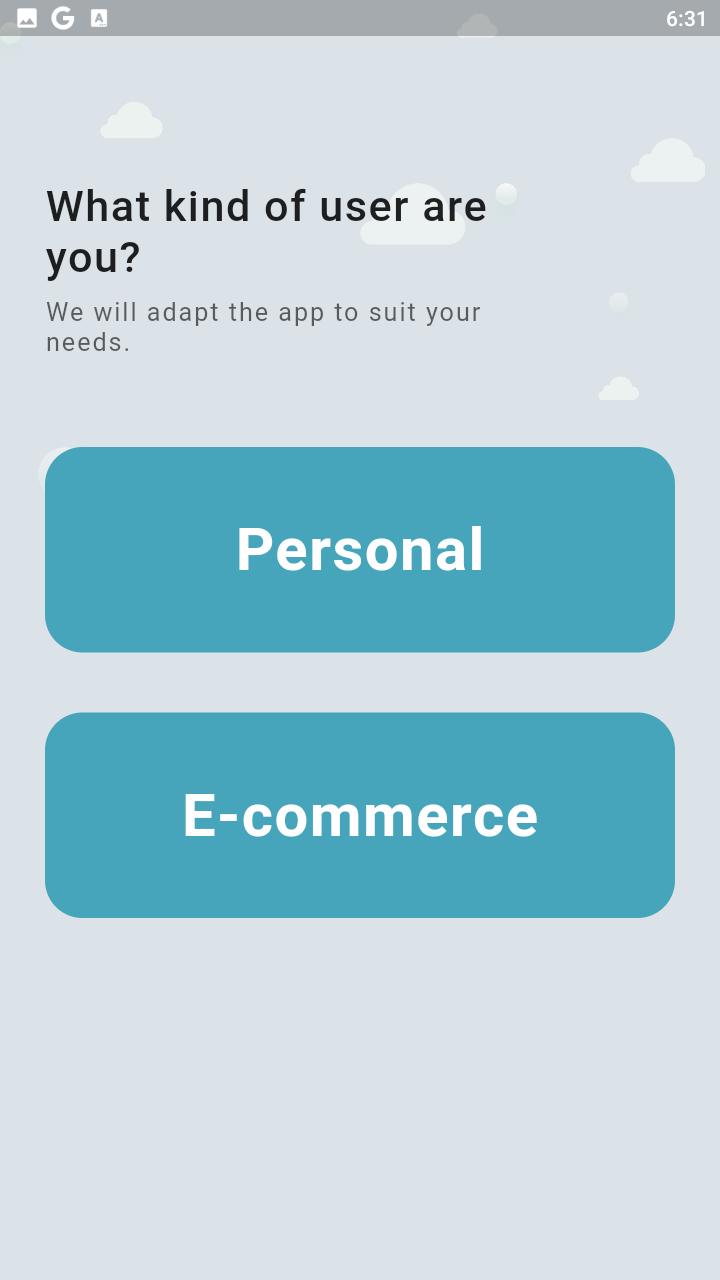 6:31
What kind of user are
you?
We will adapt the app to suit your
needs.
Personal
E-commerce